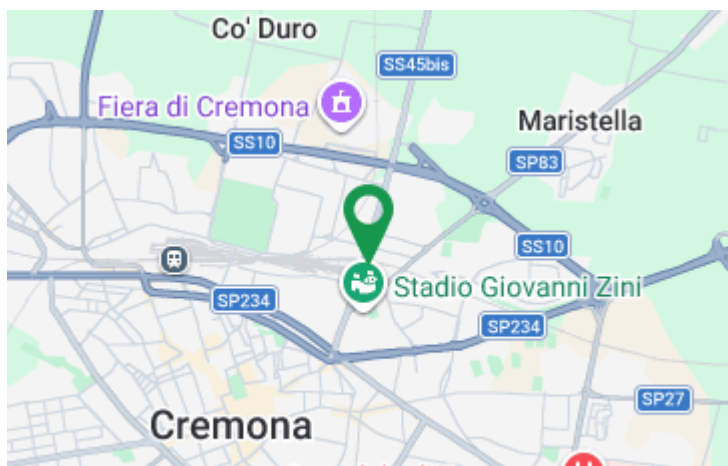 Co' Duro
SS45bis
Fiera di Cremona
Maristella
SS10
SP83
SS10
Stadio Giovanni Zini
SP234
SP234
SP27
Cremona